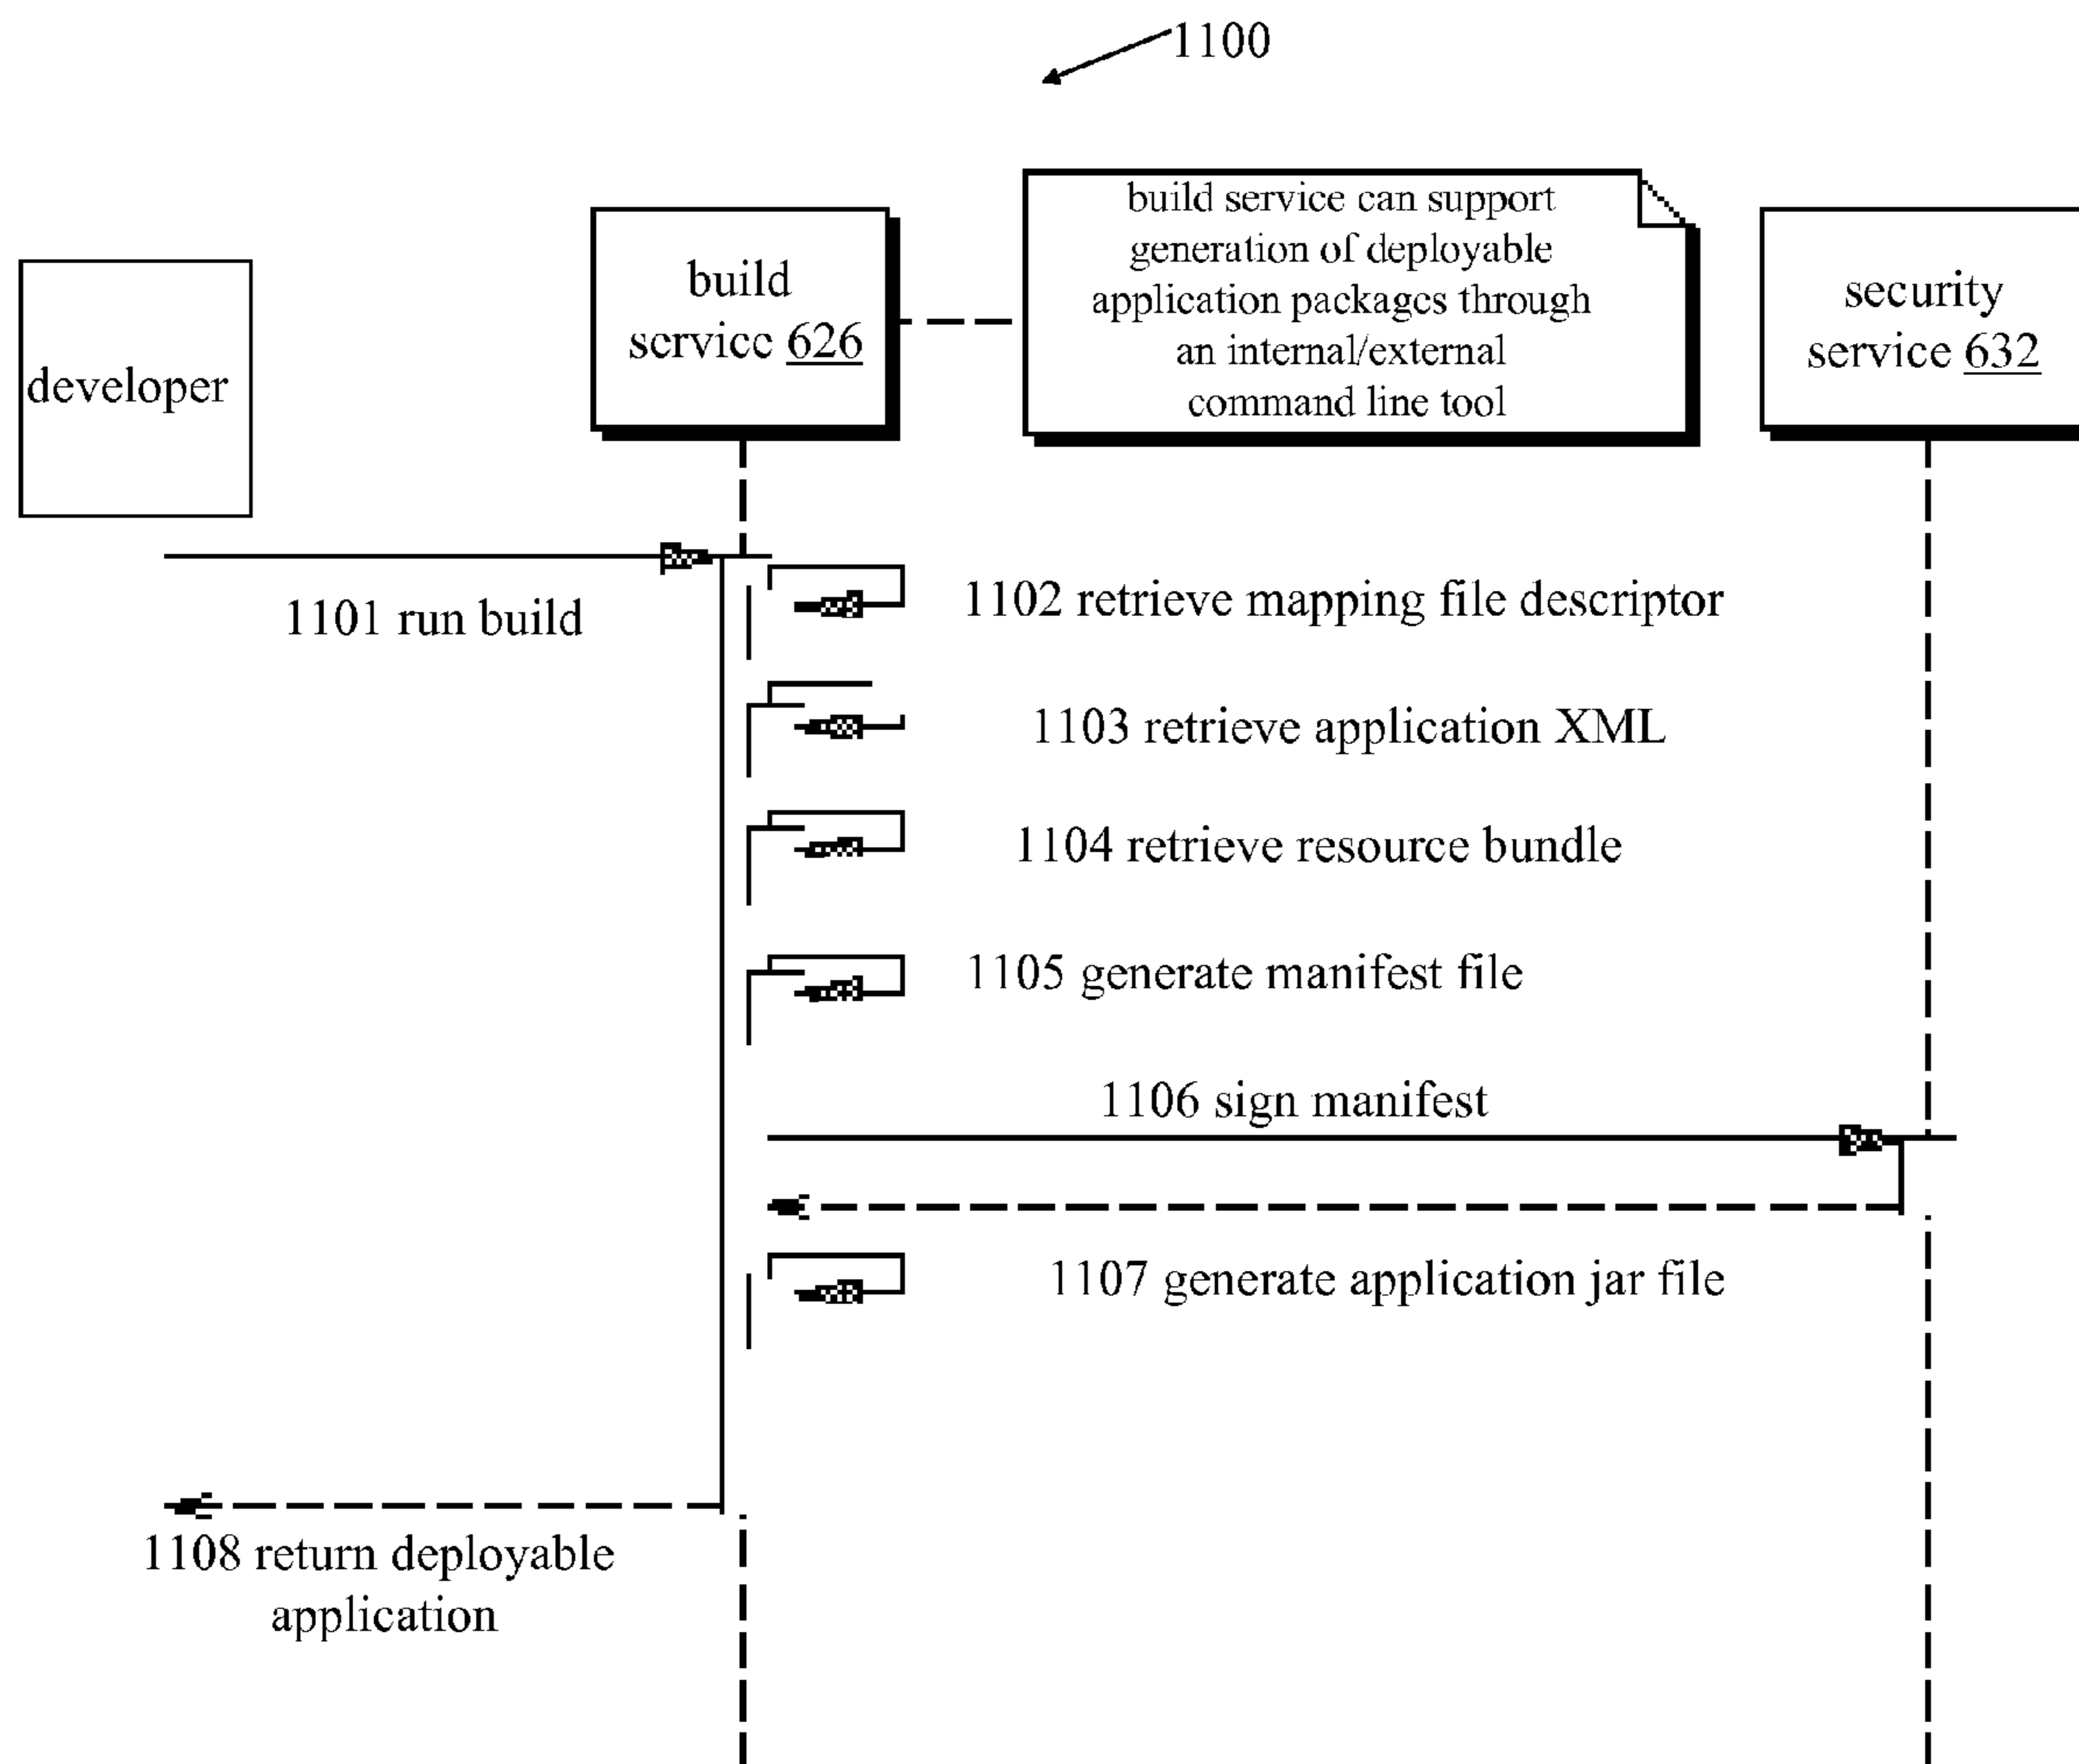 1100
developer
build
service 626
build service can support
generation of deployable
application packages through
an internal/external
command line tool
security
service 632
1101 run build
1102 retrieve mapping file descriptor
1103 retrieve application XML
1104 retrieve resource bundle
1105 generate manifest file
1106 sign manifest
1107 generate application jar file
1108 return deployable
application